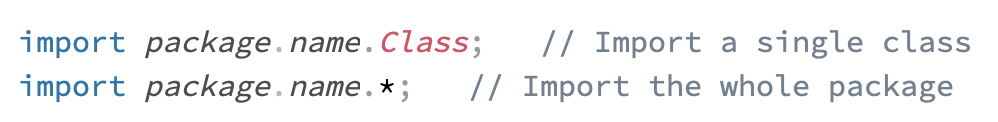 import package.name.Class;   // Import a single class
import package.name.*;   // Import the whole package